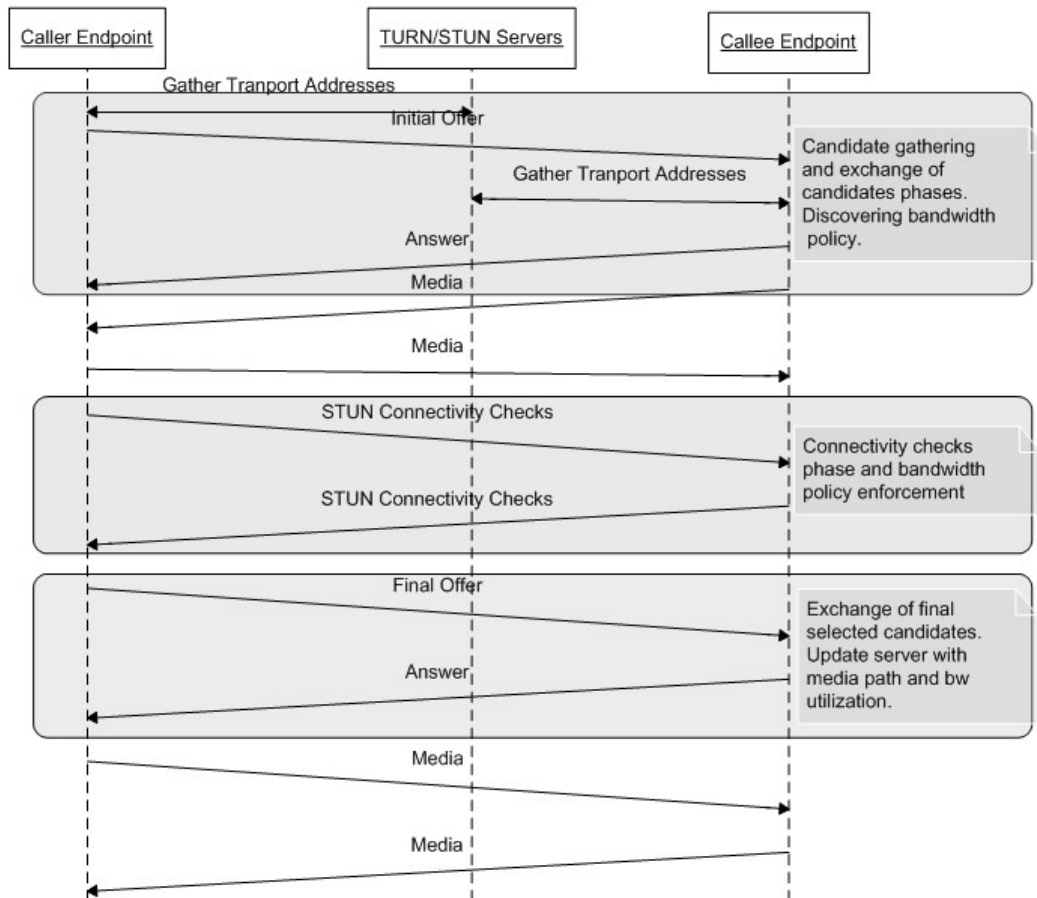 Caller Endpoint
TURN/STUN Servers
Callee Endpoint
Gather Tranport Addresses
Initial Offer
Candidate gathering
and exchange of
candidates phases.
Discovering bandwidth
policy.
Gather Tranport Addresses
Answer
Media
Media
STUN Connectivity Checks
Connectivity checks
phase and bandwidth
policy enforcement
STUN Connectivity Checks
Final Offer
Exchange of final
selected candidates.
Update server with
media path and bw
utilization.
Answer
Media
Media